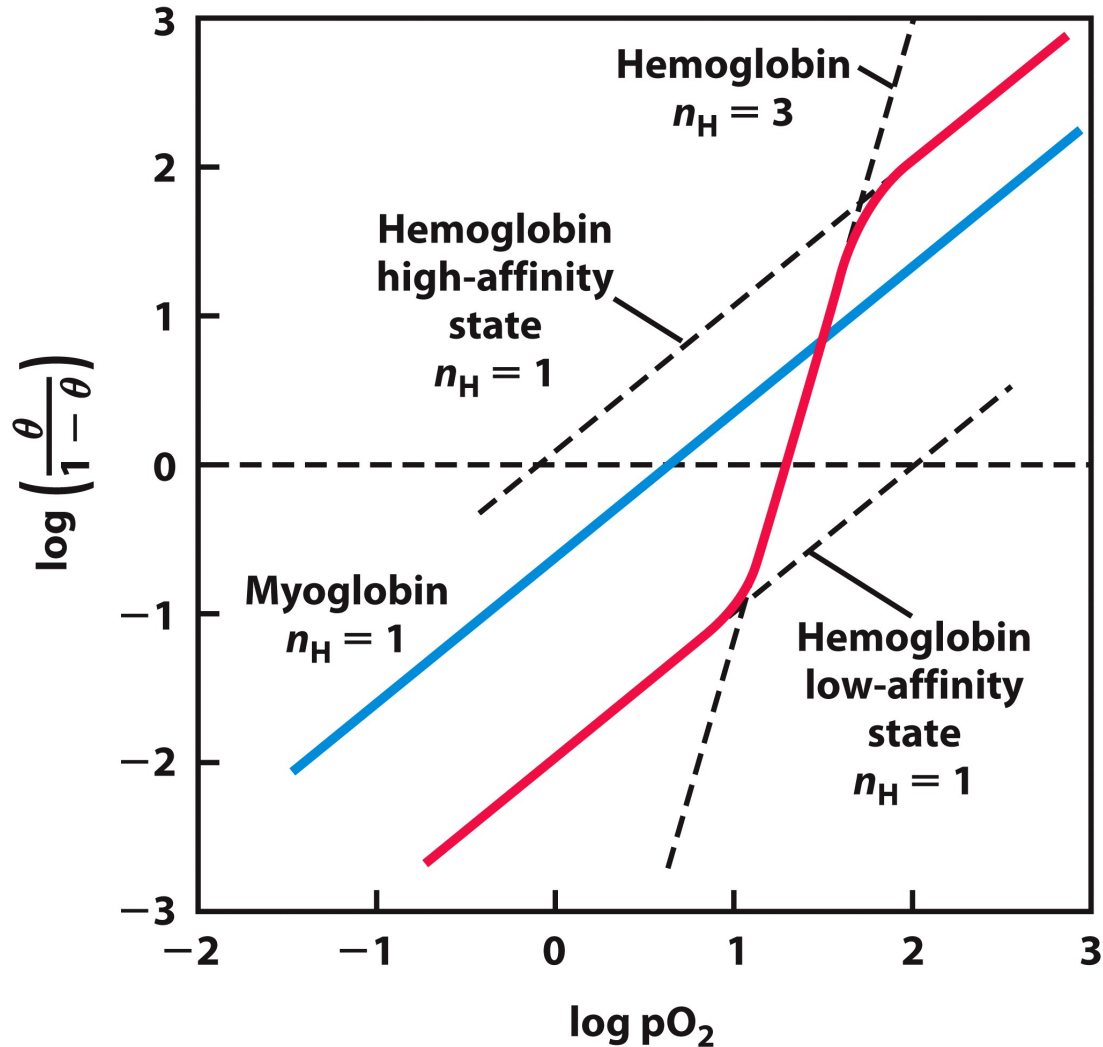 3
Hemoglobin
nH = 3
2
Hemoglobin
high-affinity
state
nH = 1
1
log (θ / 1 − θ)
0
Myoglobin
nH = 1
−1
Hemoglobin
low-affinity
state
nH = 1
−2
−3
−2 −1 0 1 2 3
log pO₂